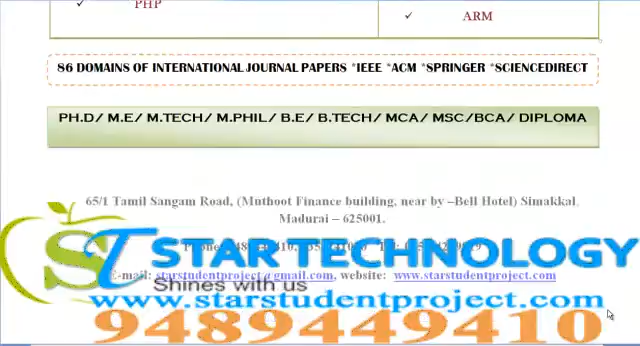 PHP
ARM
86 DOMAINS OF INTERNATIONAL JOURNAL PAPERS *IEEE *ACM *SPRINGER *SCIENCEDIRECT
PH.D/ M.E/ M.TECH/ M.PHIL/ B.E/ B.TECH/ MCA/ MSC/BCA/ DIPLOMA
65/1 Tamil Sangam Road, (Muthoot Finance building, near by –Bell Hotel) Simakkal,
Madurai – 625001.
ST STAR TECHNOLOGY
E-mail: starstudentproject@gmail.com, website: www.starstudentproject.com
Shines with us
www.starstudentproject.com
9489449410